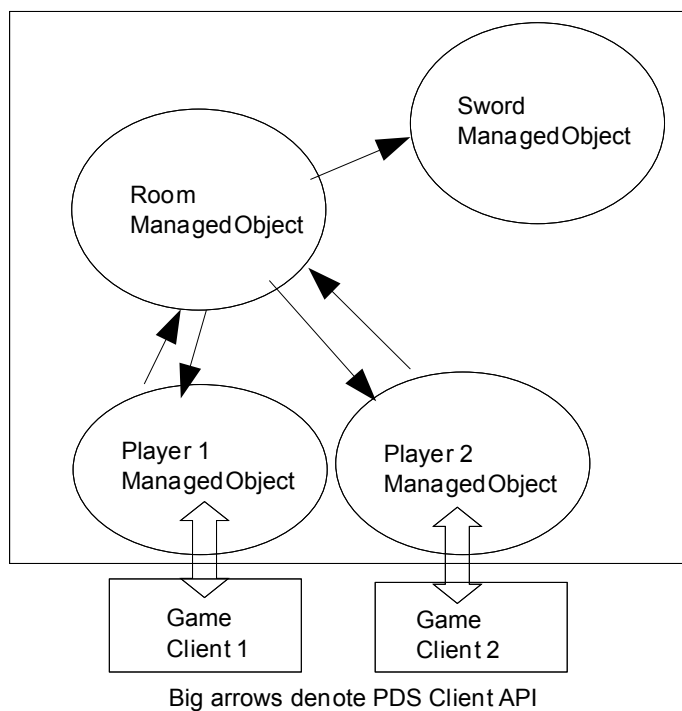 Sword
ManagedObject
Room
ManagedObject
Player 1
ManagedObject
Player 2
ManagedObject
Game
Client 1
Game
Client 2
Big arrows denote PDS Client API